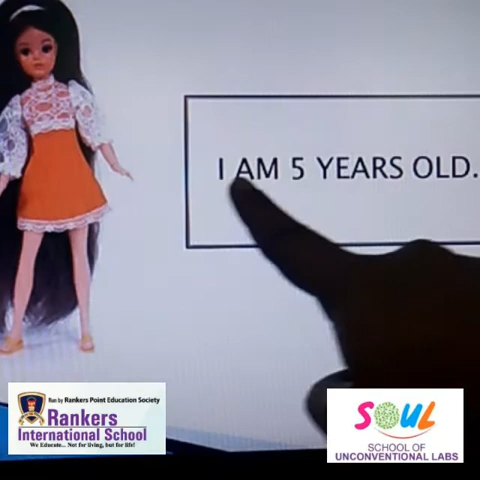 I AM 5 YEARS OLD.
Run by Rankers Point Education Society
Rankers
International School
We Educate... Not for living, but for life!
SOUL
SCHOOL OF
UNCONVENTIONAL LABS